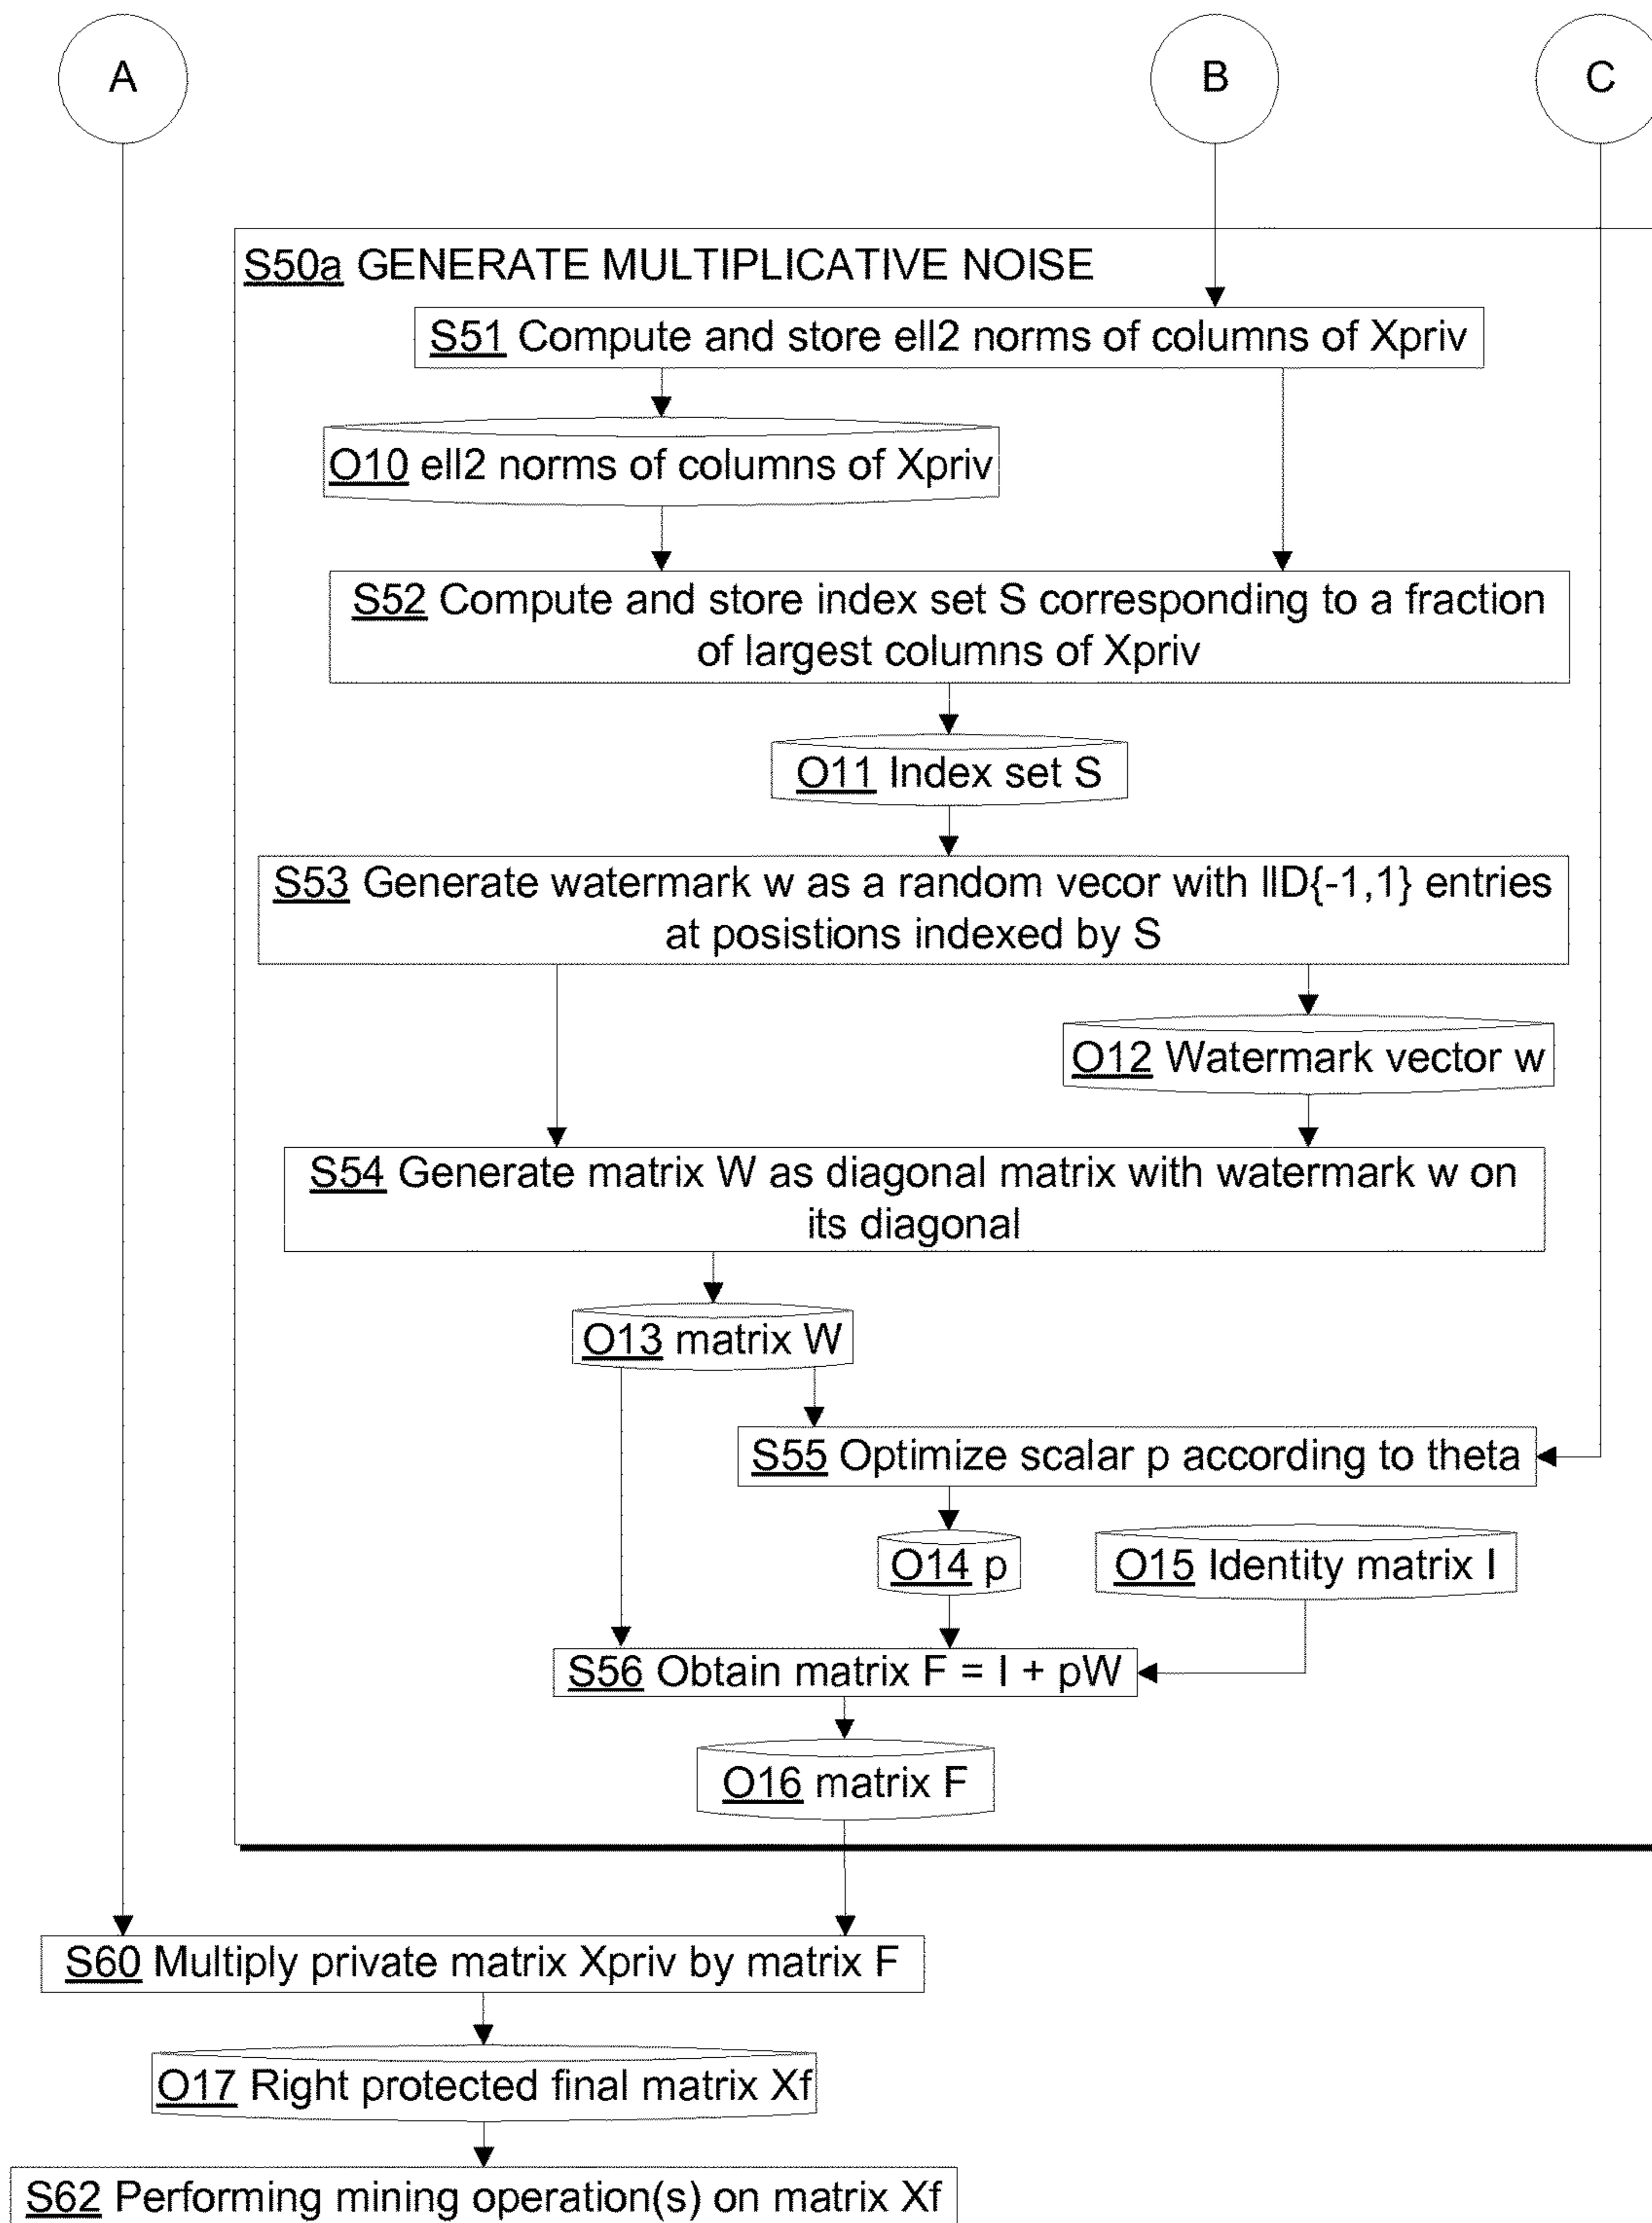 A
B
C
S50a GENERATE MULTIPLICATIVE NOISE
S51 Compute and store ell2 norms of columns of Xpriv
O10 ell2 norms of columns of Xpriv
S52 Compute and store index set S corresponding to a fraction
of largest columns of Xpriv
O11 Index set S
S53 Generate watermark w as a random vecor with IID{-1,1} entries
at posistions indexed by S
O12 Watermark vector w
S54 Generate matrix W as diagonal matrix with watermark w on
its diagonal
O13 matrix W
S55 Optimize scalar p according to theta
O14 p
O15 Identity matrix I
S56 Obtain matrix F = I + pW
O16 matrix F
S60 Multiply private matrix Xpriv by matrix F
O17 Right protected final matrix Xf
S62 Performing mining operation(s) on matrix Xf